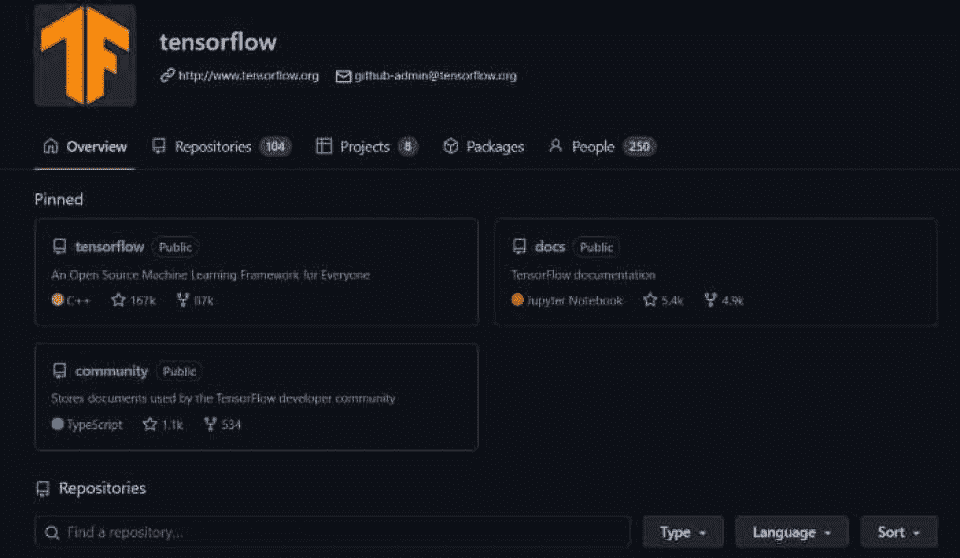 tensorflow
http://www.tensorflow.org github-admin@tensorflow.org
Overview Repositories 104 Projects 8 Packages People 250
Pinned
tensorflow Public
An Open Source Machine Learning Framework for Everyone
C++ 167k 87k
docs Public
TensorFlow documentation
Jupyter Notebook 5.4k 4.9k
community Public
Stores documents used by the TensorFlow developer community
TypeScript 1.1k 534
Repositories
Find a repository... Type Language Sort